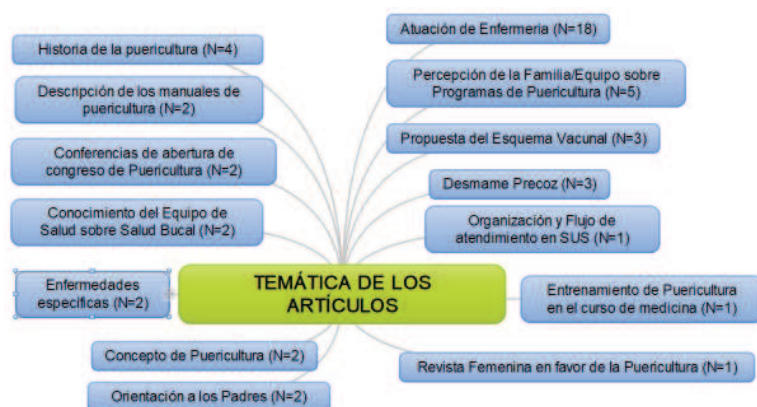 Historia de la puericultura (N=4)
Descripción de los manuales de
puericultura (N=2)
Conferencias de abertura de
congreso de Puericultura (N=2)
Conocimiento del Equipo de
Salud sobre Salud Bucal (N=2)
Enfermedades
específicas (N=2)
Concepto de Puericultura (N=2)
Orientación a los Padres (N=2)
TEMÁTICA DE LOS
ARTÍCULOS
Atuación de Enfermeria (N=18)
Percepción de la Familia/Equipo sobre
Programas de Puericultura (N=5)
Propuesta del Esquema Vacunal (N=3)
Desmame Precoz (N=3)
Organización y Flujo de
atendimiento en SUS (N=1)
Entrenamiento de Puericultura
en el curso de medicina (N=1)
Revista Femenina en favor de la Puericultura (N=1)